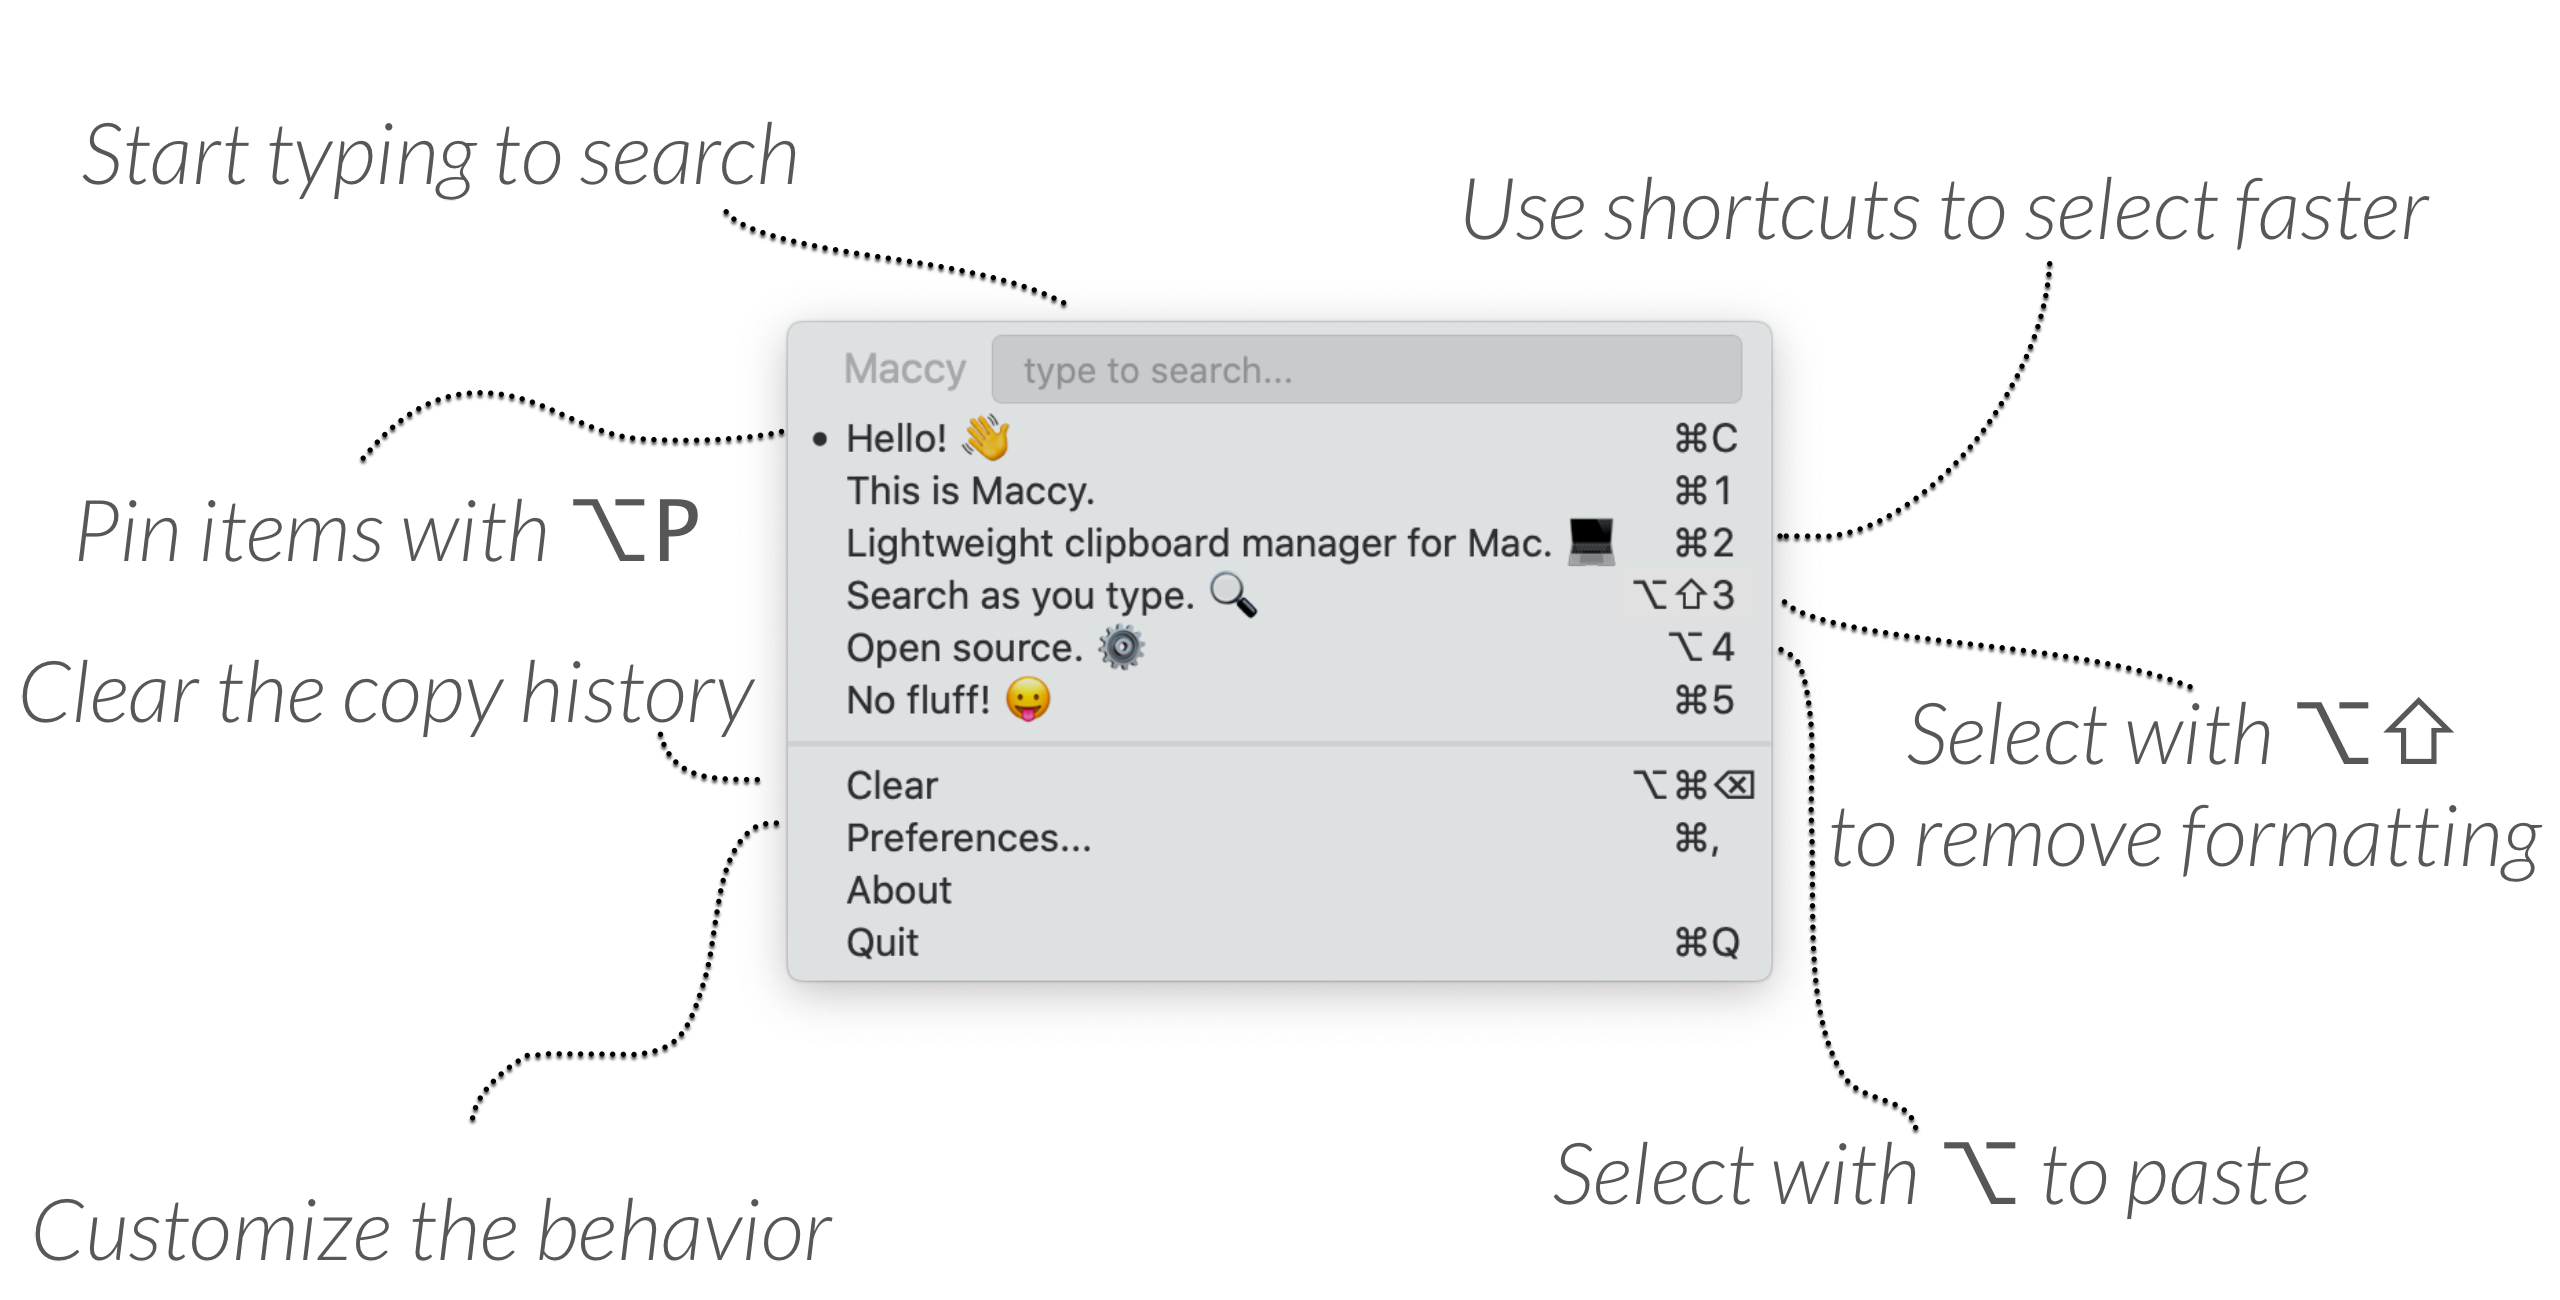 Start typing to search
Use shortcuts to select faster
Maccy type to search...
• Hello! 👋 ⌘C
This is Maccy. ⌘1
Lightweight clipboard manager for Mac. 💻 ⌘2
Search as you type. 🔍 ⌥⇧3
Open source. ⚙️ ⌥4
No fluff! 😛 ⌘5
Clear ⌥⌘⌫
Preferences... ⌘,
About
Quit ⌘Q
Pin items with ⌥P
Clear the copy history
Customize the behavior
Select with ⌥⇧
to remove formatting
Select with ⌥ to paste